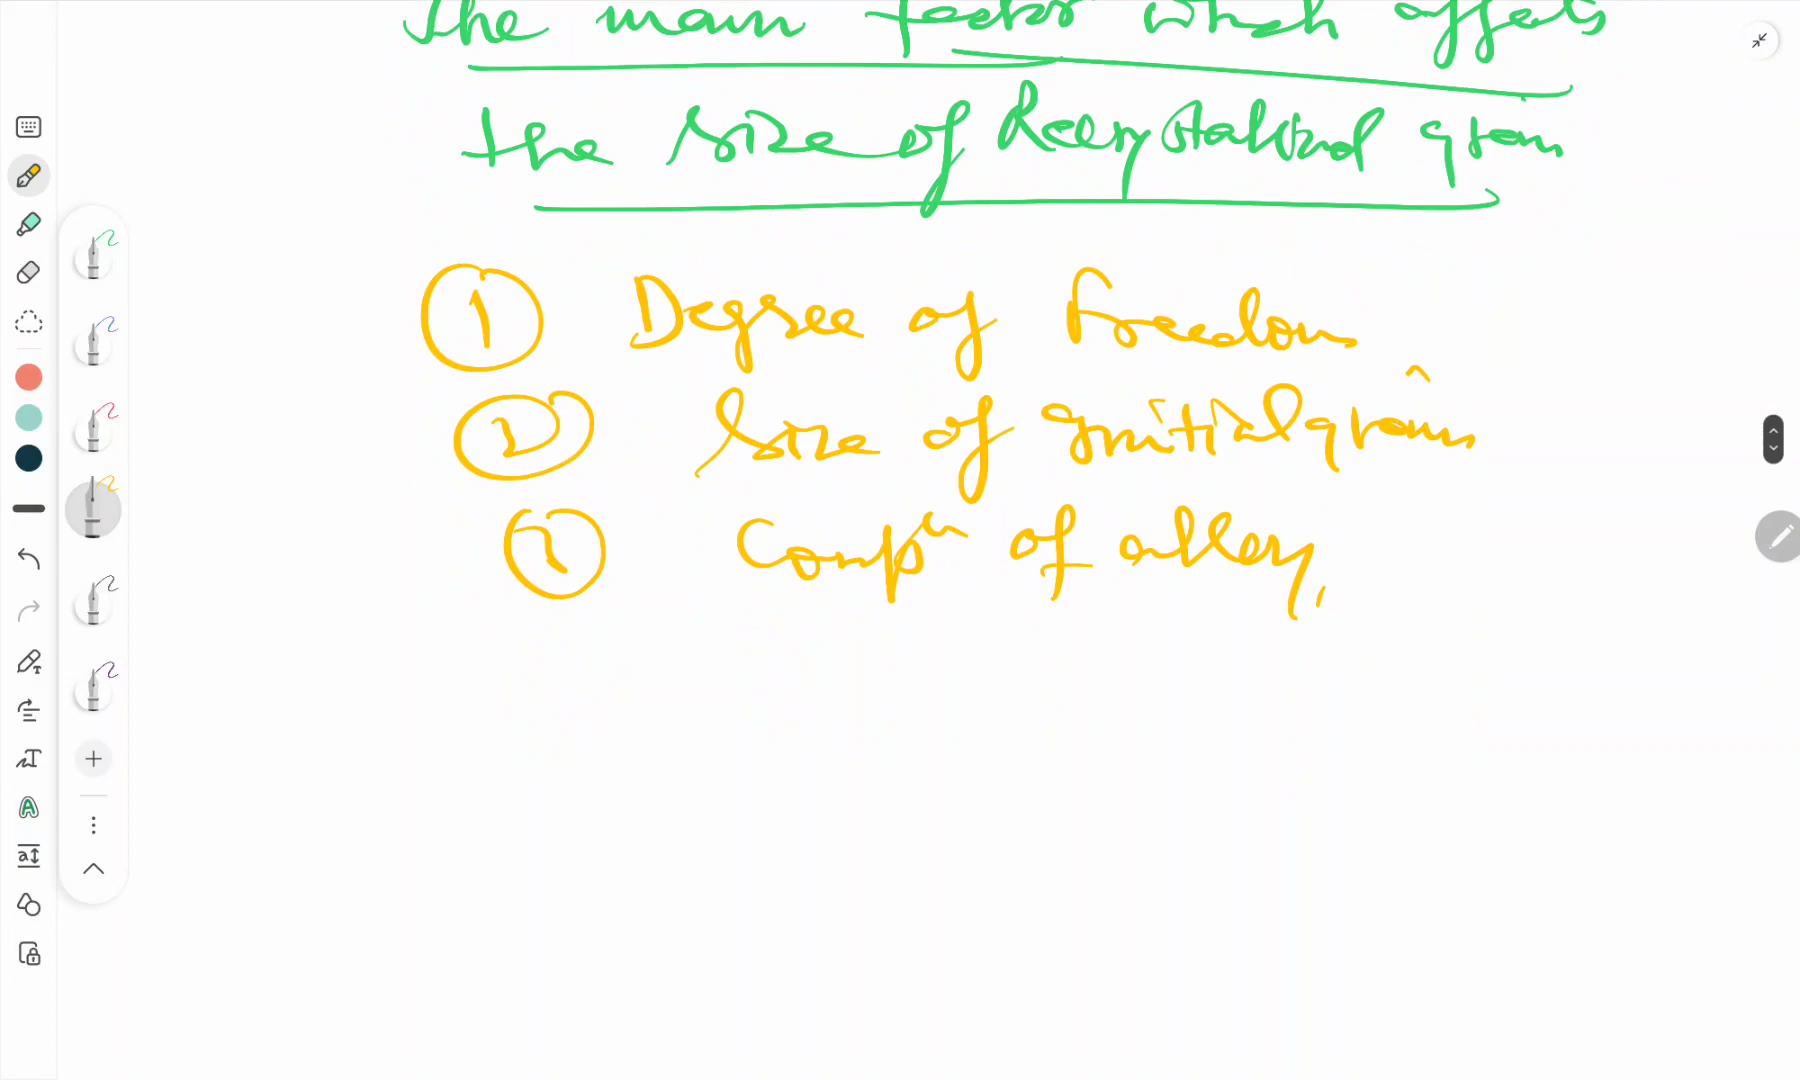 The main factor which affects
the size of Recrystallized grain
① Degree of freedom
② Size of initial grains
③ Compⁿ of alloy,